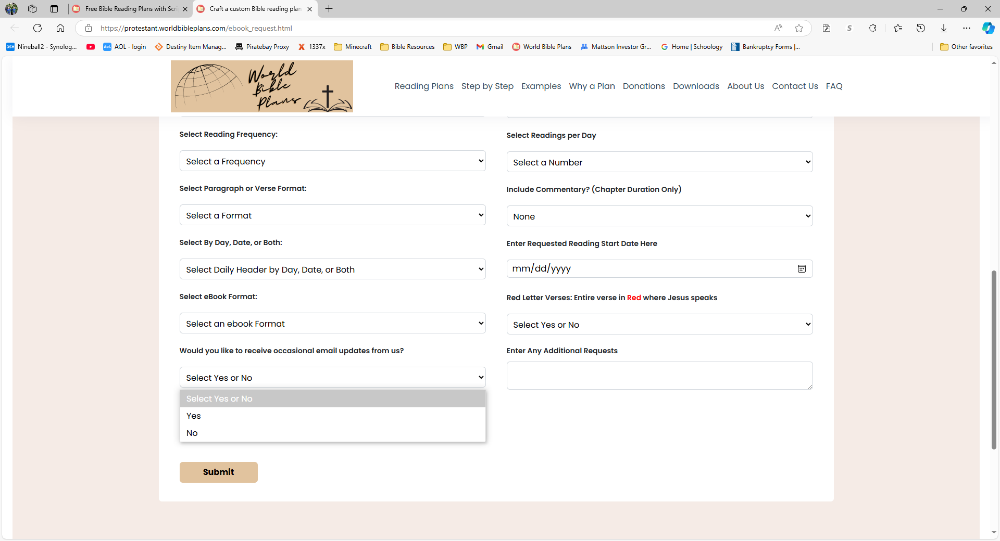 Free Bible Reading Plans with Scri
Craft a custom Bible reading plan
https://protestant.worldbibleplans.com/ebook_request.html
DSM Nineball2 - Synolog...
Aol. AOL - login
Destiny Item Manag...
Piratebay Proxy
1337x
Minecraft
Bible Resources
WBP
Gmail
World Bible Plans
Mattson Investor Gr...
Home | Schoology
Bankruptcy Forms |...
Other favorites
World
Bible
Plans
Reading Plans
Step by Step
Examples
Why a Plan
Donations
Downloads
About Us
Contact Us
FAQ
Select Reading Frequency:
Select Readings per Day
Select a Frequency
Select a Number
Select Paragraph or Verse Format:
Include Commentary? (Chapter Duration Only)
Select a Format
None
Select By Day, Date, or Both:
Enter Requested Reading Start Date Here
Select Daily Header by Day, Date, or Both
mm/dd/yyyy
Select eBook Format:
Red Letter Verses: Entire verse in Red where Jesus speaks
Select an ebook Format
Select Yes or No
Would you like to receive occasional email updates from us?
Enter Any Additional Requests
Select Yes or No
Select Yes or No
Yes
No
Submit